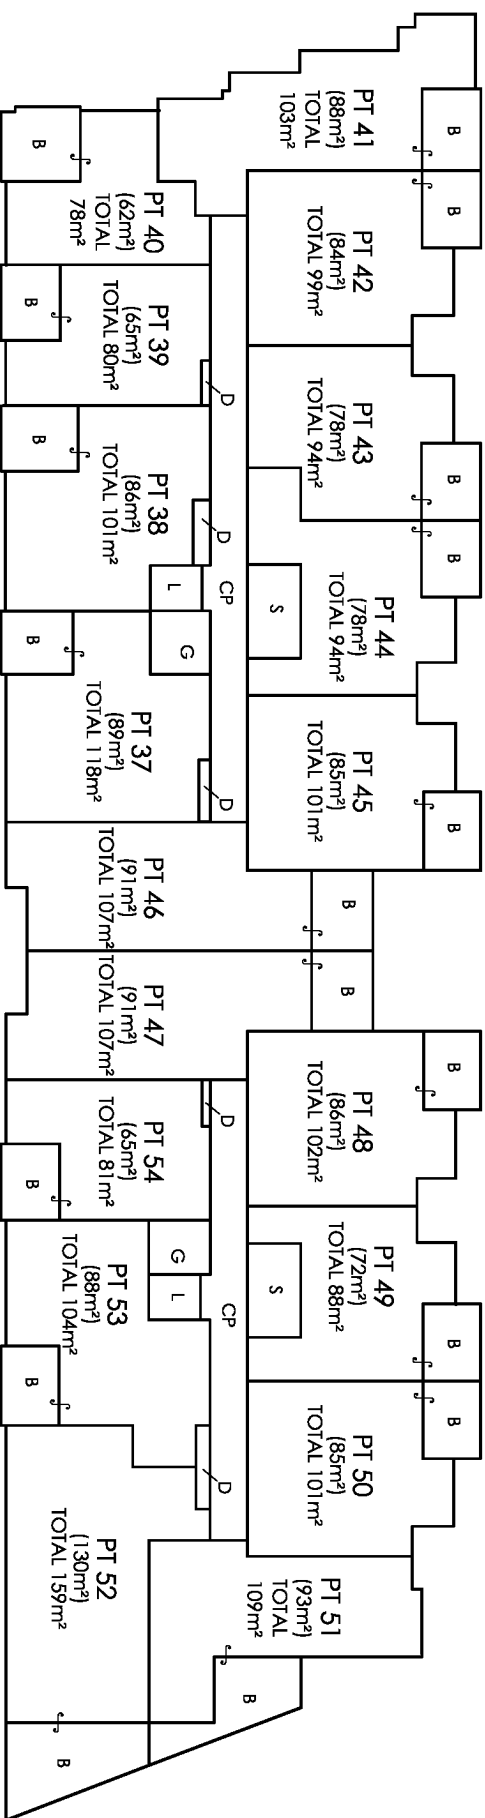 B
B
B
B
B
B
B
B
PT 41
(88m²)
TOTAL
103m²
PT 42
(84m²)
TOTAL 99m²
PT 43
(78m²)
TOTAL 94m²
PT 44
(78m²)
TOTAL 94m²
PT 45
(85m²)
TOTAL 101m²
B
B
PT 48
(86m²)
TOTAL 102m²
PT 49
(72m²)
TOTAL 88m²
PT 50
(85m²)
TOTAL 101m²
PT 51
(93m²)
TOTAL
109m²
S
S
B
D
D
CP
D
D
CP
D
L
G
G
L
PT 40
(62m²)
TOTAL
78m²
PT 39
(65m²)
TOTAL 80m²
PT 38
(86m²)
TOTAL 101m²
PT 37
(89m²)
TOTAL 118m²
PT 46
(91m²)
TOTAL 107m²
PT 47
(91m²)
TOTAL 107m²
PT 54
(65m²)
TOTAL 81m²
PT 53
(88m²)
TOTAL 104m²
PT 52
(130m²)
TOTAL 159m²
B
B
B
B
B
B
B